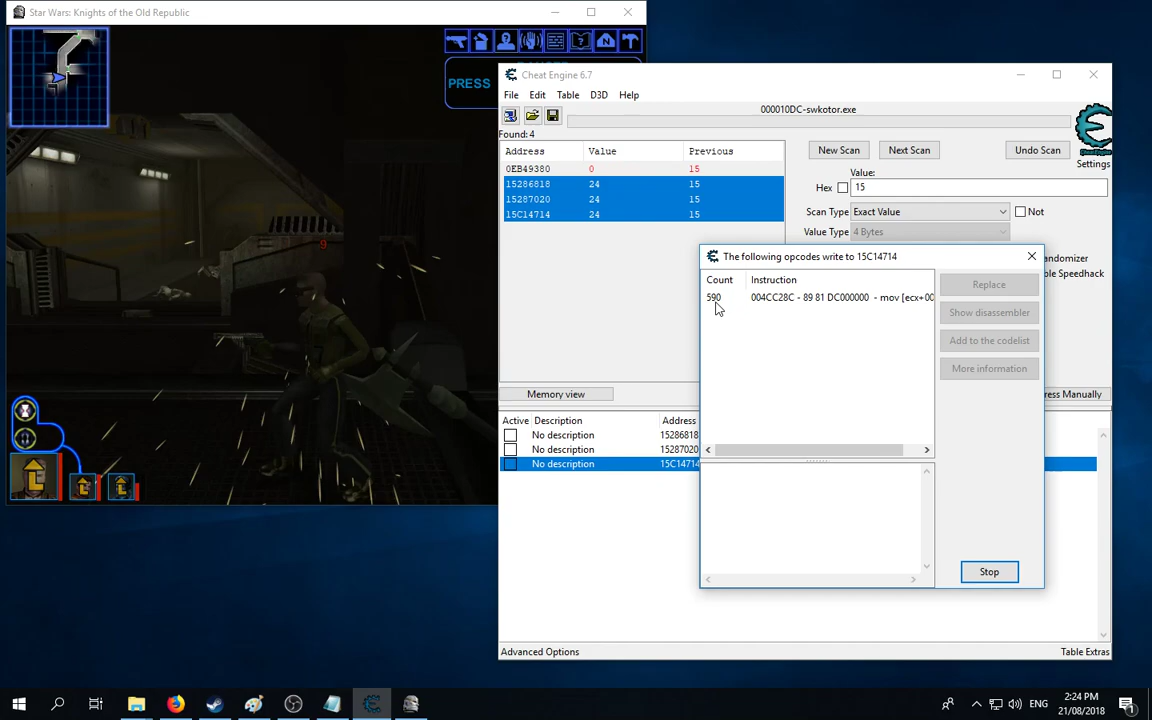 Star Wars: Knights of the Old Republic
PRESS
9
Cheat Engine 6.7
File Edit Table D3D Help
000010DC-swkotor.exe
Found: 4
Address Value Previous
0EB49380 0 15
15286818 24 15
15287020 24 15
15C14714 24 15
New Scan Next Scan Undo Scan
Settings
Value:
Hex 15
Scan Type Exact Value Not
Value Type 4 Bytes
andomizer
ble Speedhack
Memory view
ress Manually
Active Description Address
No description 15286818
No description 15287020
No description 15C14714
Advanced Options
Table Extras
The following opcodes write to 15C14714
Count Instruction
590 004CC28C - 89 81 DC000000 - mov [ecx+00
Replace
Show disassembler
Add to the codelist
More information
Stop
ENG
2:24 PM
21/08/2018
1